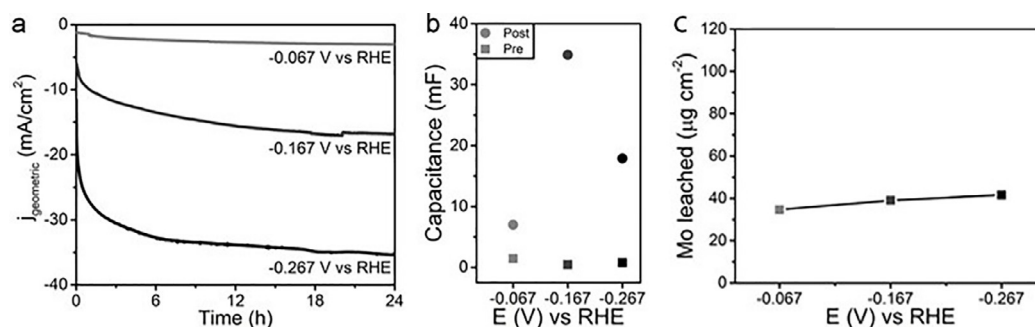 a
0
-10
-20
-30
-40
j geometric (mA/cm²)
-0.067 V vs RHE
-0.167 V vs RHE
-0.267 V vs RHE
0 6 12 18 24
Time (h)
b
Post
Pre
40
30
20
10
0
Capacitance (mF)
-0.067 -0.167 -0.267
E (V) vs RHE
c
120
100
80
60
40
20
0
Mo leached (μg cm⁻²)
-0.067 -0.167 -0.267
E (V) vs RHE